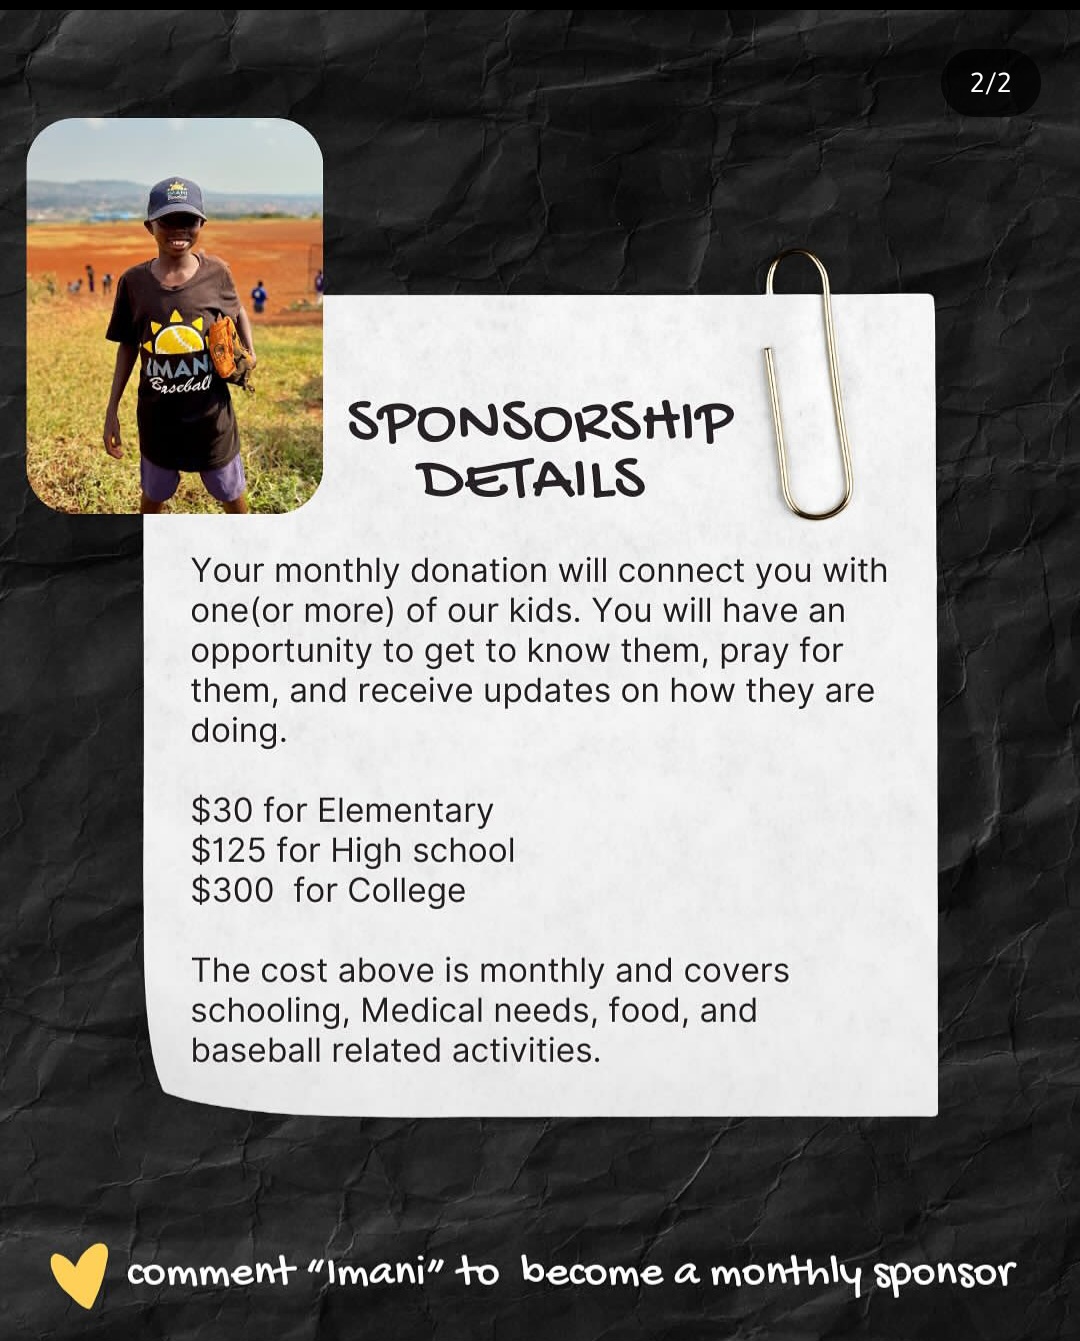 2/2
IMANI
Baseball
SPONSORSHIP
DETAILS
Your monthly donation will connect you with
one(or more) of our kids. You will have an
opportunity to get to know them, pray for
them, and receive updates on how they are
doing.
$30 for Elementary
$125 for High school
$300  for College
The cost above is monthly and covers
schooling, Medical needs, food, and
baseball related activities.
comment “Imani” to become a monthly sponsor